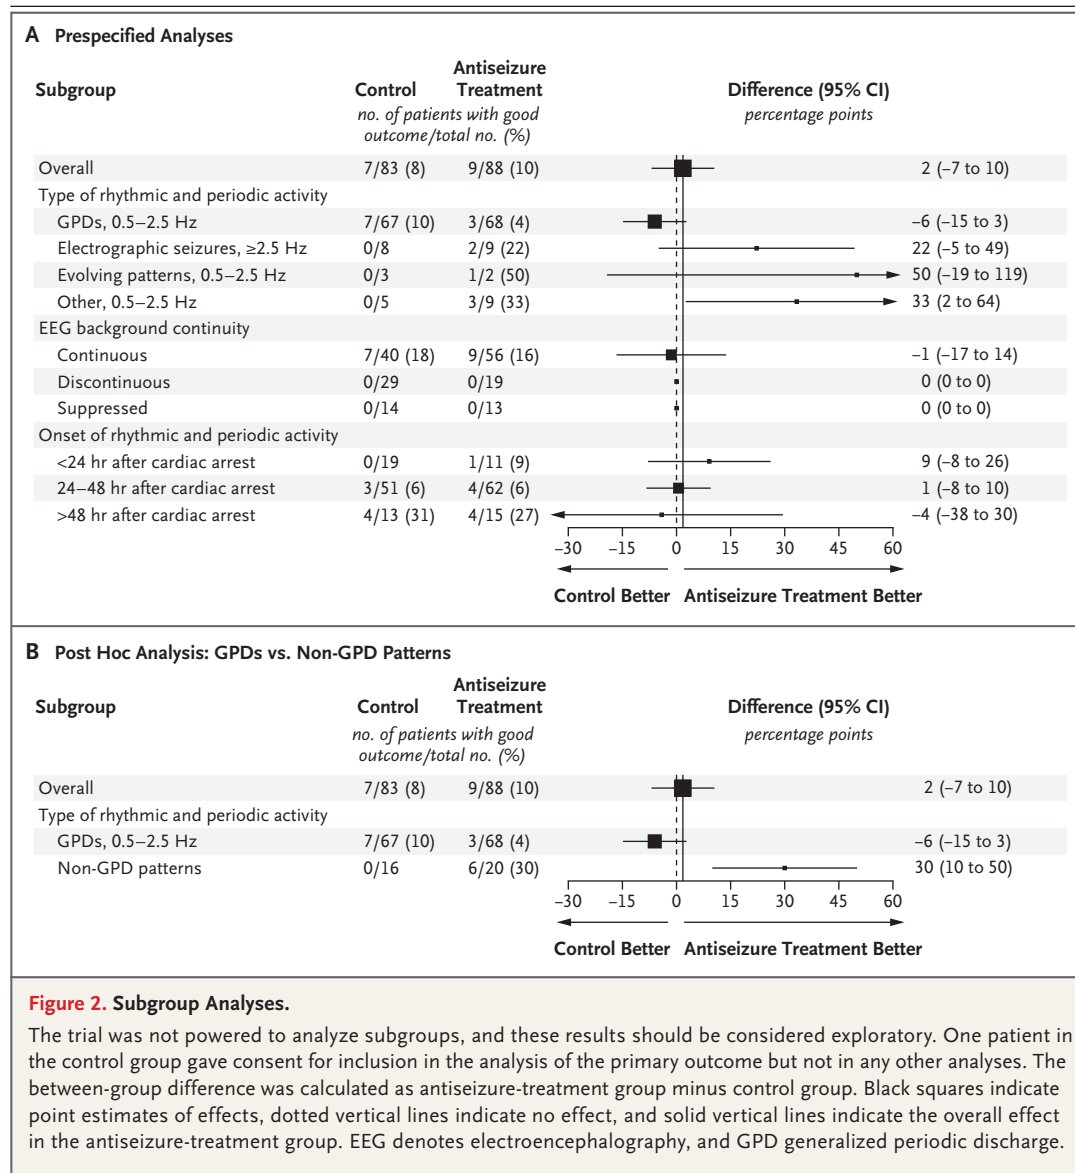 A Prespecified Analyses
Subgroup Control Antiseizure Treatment Difference (95% CI)
no. of patients with good outcome/total no. (%) percentage points
Overall 7/83 (8) 9/88 (10) 2 (–7 to 10)
Type of rhythmic and periodic activity
GPDs, 0.5–2.5 Hz 7/67 (10) 3/68 (4) –6 (–15 to 3)
Electrographic seizures, ≥2.5 Hz 0/8 2/9 (22) 22 (–5 to 49)
Evolving patterns, 0.5–2.5 Hz 0/3 1/2 (50) 50 (–19 to 119)
Other, 0.5–2.5 Hz 0/5 3/9 (33) 33 (2 to 64)
EEG background continuity
Continuous 7/40 (18) 9/56 (16) –1 (–17 to 14)
Discontinuous 0/29 0/19 0 (0 to 0)
Suppressed 0/14 0/13 0 (0 to 0)
Onset of rhythmic and periodic activity
<24 hr after cardiac arrest 0/19 1/11 (9) 9 (–8 to 26)
24–48 hr after cardiac arrest 3/51 (6) 4/62 (6) 1 (–8 to 10)
>48 hr after cardiac arrest 4/13 (31) 4/15 (27) –4 (–38 to 30)
–30 –15 0 15 30 45 60
Control Better Antiseizure Treatment Better
B Post Hoc Analysis: GPDs vs. Non-GPD Patterns
Subgroup Control Antiseizure Treatment Difference (95% CI)
no. of patients with good outcome/total no. (%) percentage points
Overall 7/83 (8) 9/88 (10) 2 (–7 to 10)
Type of rhythmic and periodic activity
GPDs, 0.5–2.5 Hz 7/67 (10) 3/68 (4) –6 (–15 to 3)
Non-GPD patterns 0/16 6/20 (30) 30 (10 to 50)
–30 –15 0 15 30 45 60
Control Better Antiseizure Treatment Better
Figure 2. Subgroup Analyses.
The trial was not powered to analyze subgroups, and these results should be considered exploratory. One patient in
the control group gave consent for inclusion in the analysis of the primary outcome but not in any other analyses. The
between-group difference was calculated as antiseizure-treatment group minus control group. Black squares indicate
point estimates of effects, dotted vertical lines indicate no effect, and solid vertical lines indicate the overall effect
in the antiseizure-treatment group. EEG denotes electroencephalography, and GPD generalized periodic discharge.